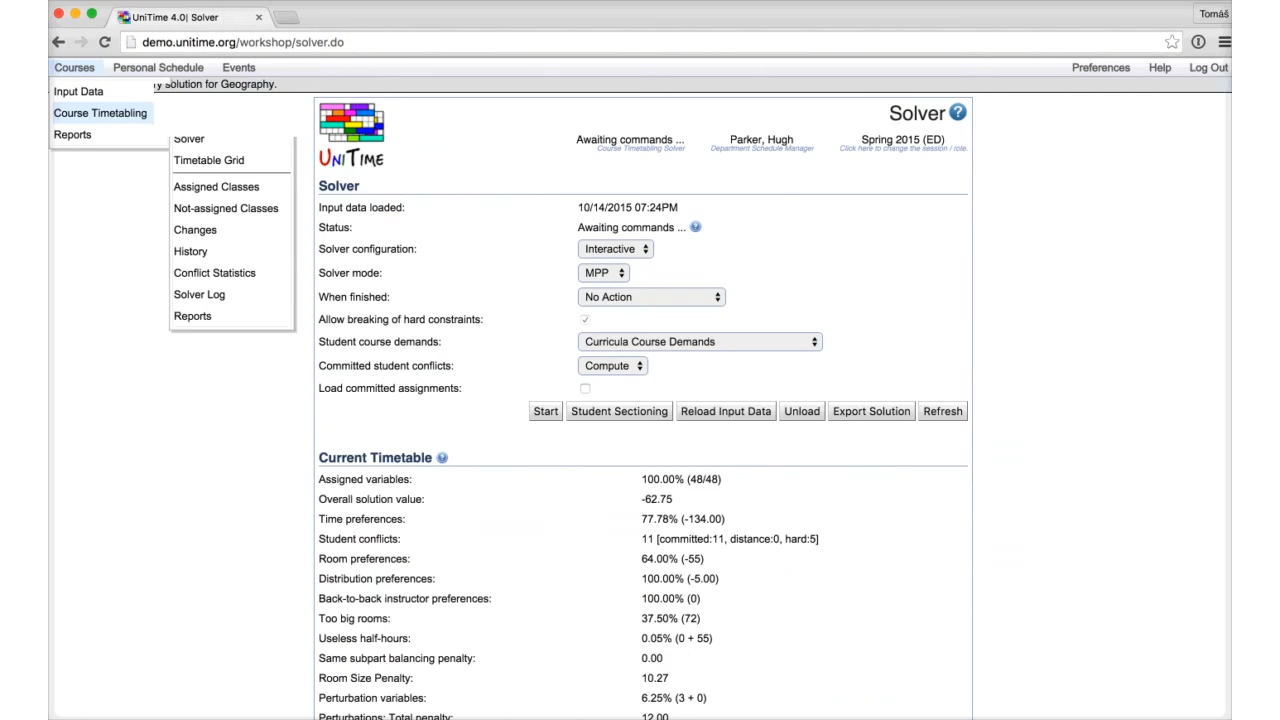 UniTime 4.0| Solver
Tomáš
demo.unitime.org/workshop/solver.do
Courses Personal Schedule Events Preferences Help Log Out
Input Data
Course Timetabling
Reports
y solution for Geography.
Solver
Timetable Grid
Assigned Classes
Not-assigned Classes
Changes
History
Conflict Statistics
Solver Log
Reports
UNITIME
Solver ?
Awaiting commands ... Parker, Hugh Spring 2015 (ED)
Course Timetabling Solver Department Schedule Manager Click here to change the session / role.
Solver
Input data loaded: 10/14/2015 07:24PM
Status: Awaiting commands ... ?
Solver configuration: Interactive
Solver mode: MPP
When finished: No Action
Allow breaking of hard constraints:
Student course demands: Curricula Course Demands
Committed student conflicts: Compute
Load committed assignments:
Start Student Sectioning Reload Input Data Unload Export Solution Refresh
Current Timetable ?
Assigned variables: 100.00% (48/48)
Overall solution value: -62.75
Time preferences: 77.78% (-134.00)
Student conflicts: 11 [committed:11, distance:0, hard:5]
Room preferences: 64.00% (-55)
Distribution preferences: 100.00% (-5.00)
Back-to-back instructor preferences: 100.00% (0)
Too big rooms: 37.50% (72)
Useless half-hours: 0.05% (0 + 55)
Same subpart balancing penalty: 0.00
Room Size Penalty: 10.27
Perturbation variables: 6.25% (3 + 0)
Perturbations: Total penalty: 12.00